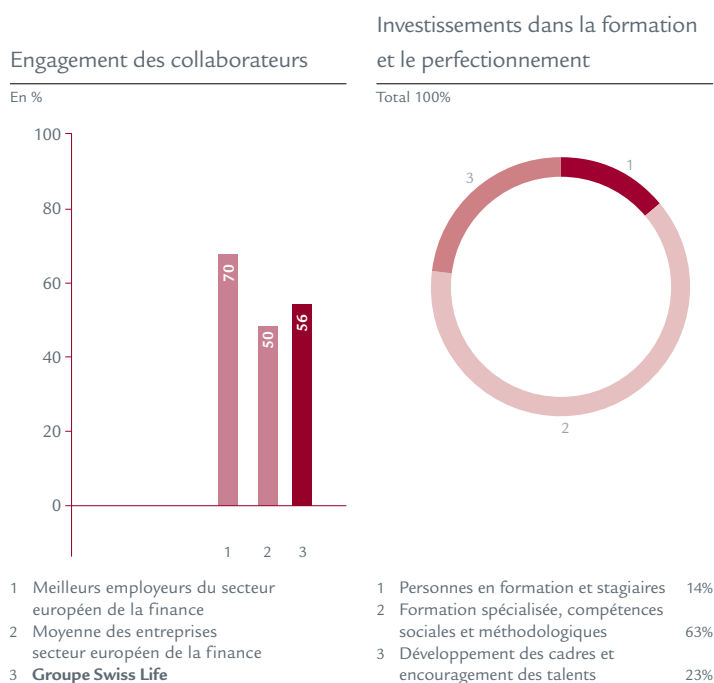 Engagement des collaborateurs
En %
100
80
60
40
20
0
70
50
56
1 2 3
1 Meilleurs employeurs du secteur
européen de la finance
2 Moyenne des entreprises
secteur européen de la finance
3 Groupe Swiss Life
Investissements dans la formation
et le perfectionnement
Total 100%
1
3
2
1 Personnes en formation et stagiaires 14%
2 Formation spécialisée, compétences
sociales et méthodologiques 63%
3 Développement des cadres et
encouragement des talents 23%